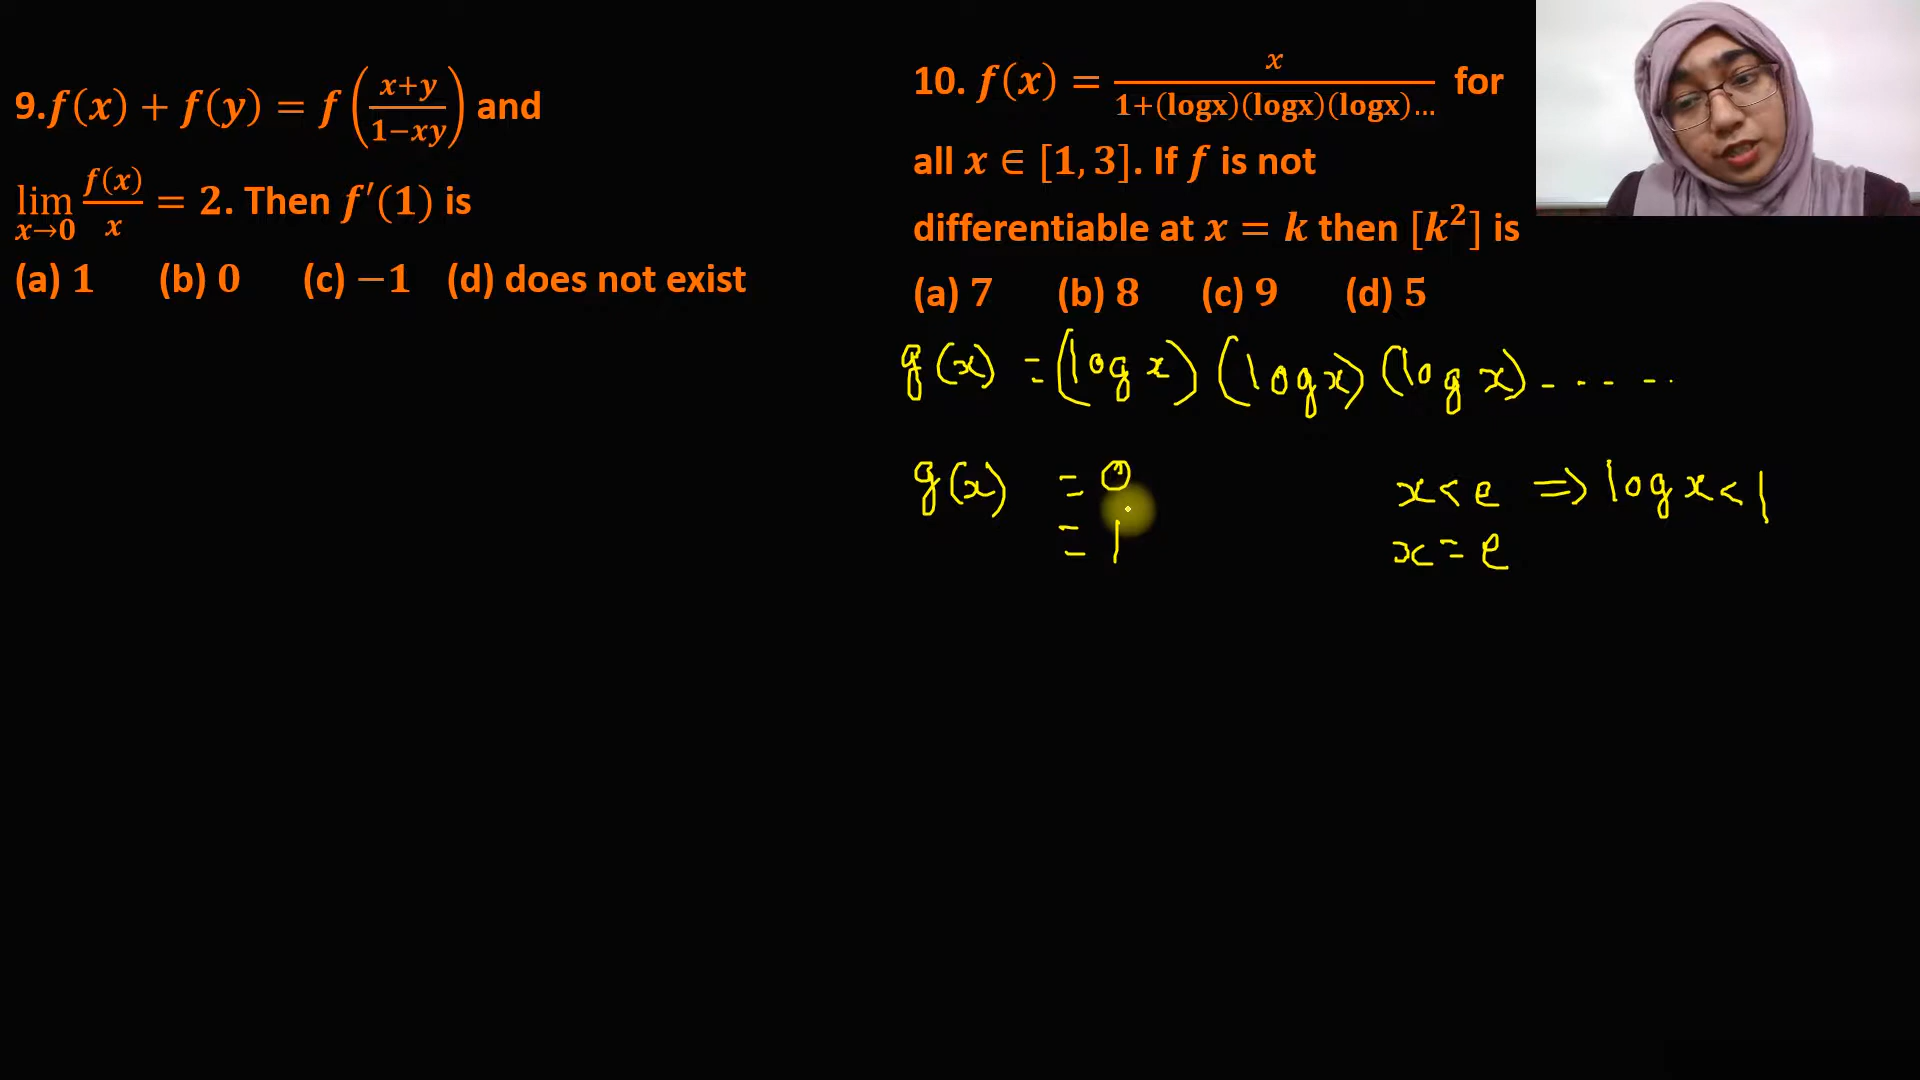 9.f(x) + f(y) = f((x+y)/(1−xy)) and
lim x→0 f(x)/x = 2. Then f′(1) is
(a) 1 (b) 0 (c) −1 (d) does not exist
10. f(x) = x/(1+(logx)(logx)(logx)...) for
all x ∈ [1, 3]. If f is not
differentiable at x = k then [k²] is
(a) 7 (b) 8 (c) 9 (d) 5
g(x) = (log x) (log x) (log x) - - - - - -
g(x) = 0 x < e ⇒ log x < 1
= 1 x = e